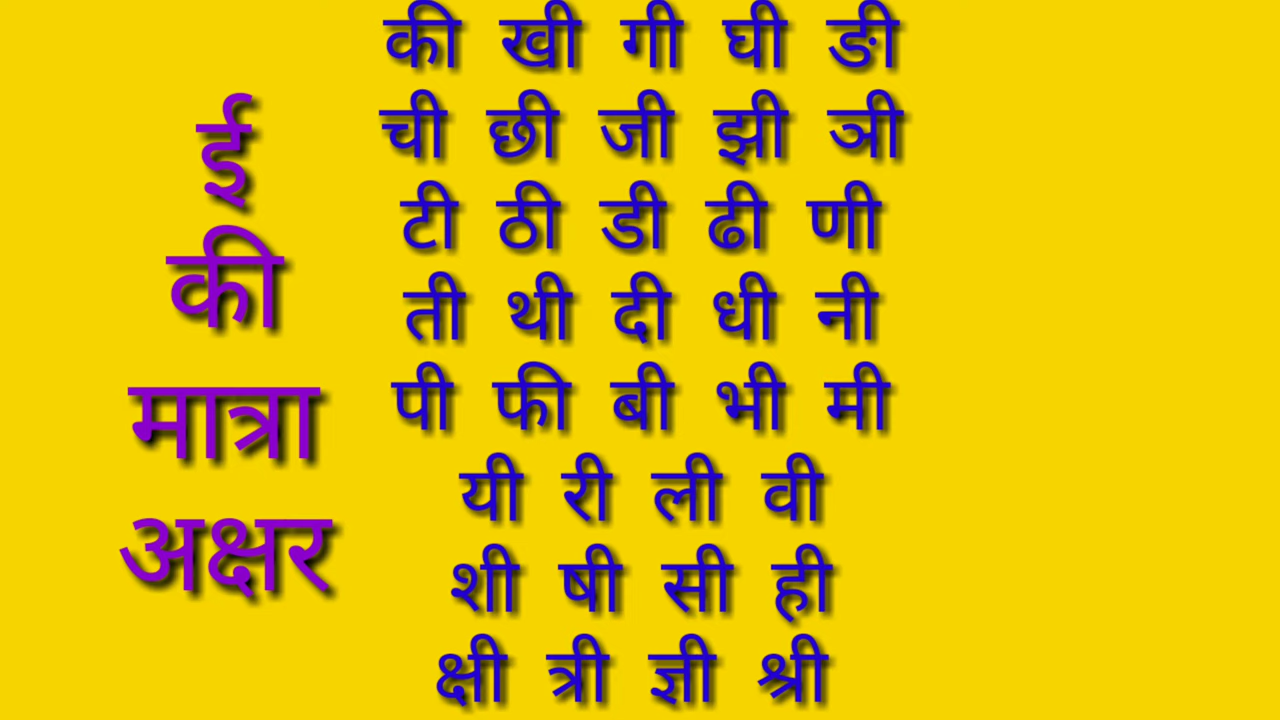 ई
की
मात्रा
अक्षर
की खी गी घी ङी
ची छी जी झी ञी
टी ठी डी ढी णी
ती थी दी धी नी
पी फी बी भी मी
यी री ली वी
शी षी सी ही
क्षी त्री ज्ञी श्री